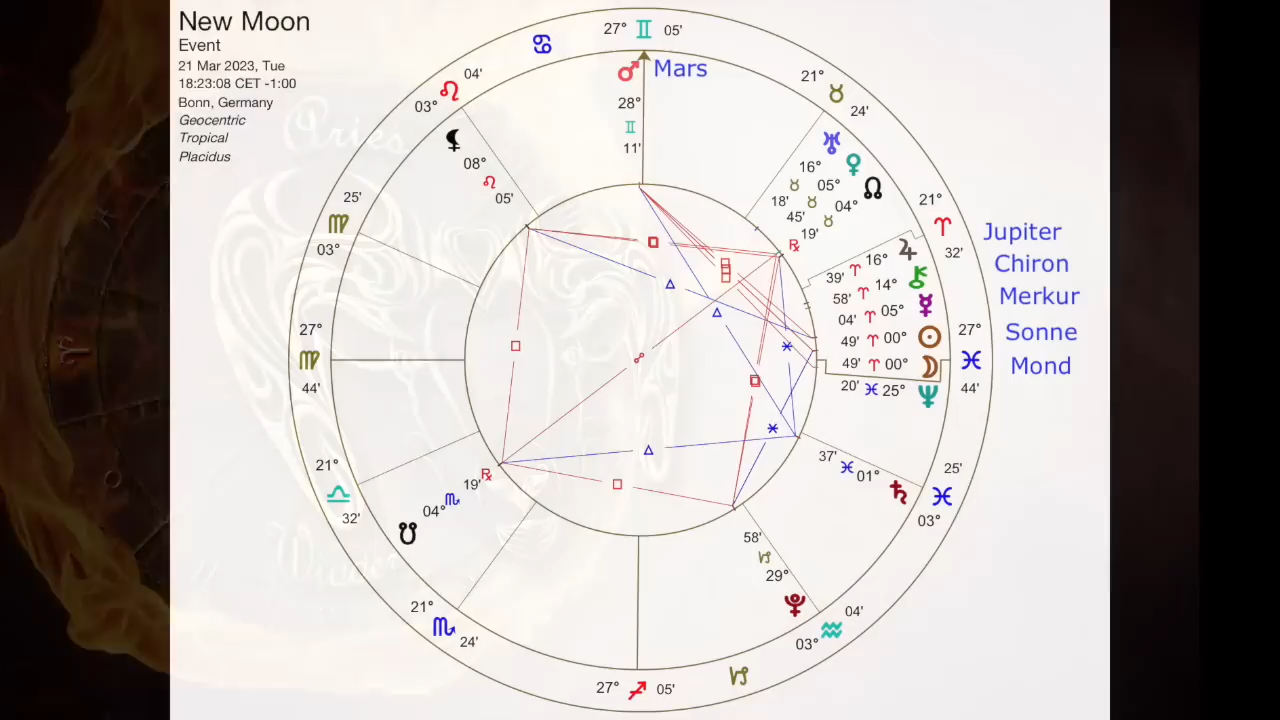 New Moon
Event
21 Mar 2023, Tue
18:23:08 CET -1:00
Bonn, Germany
Geocentric
Tropical
Placidus
27° ♊ 05'
♋
04'
♌
03°
♂ Mars
28°
♊
11'
21°
♉
24'
⚸
08°
♌
05'
♅
♀
☊
16°
♉
18'
05°
♉
45'
04°
♉
19'
℞
25'
♍
03°
21°
♈
32'
Jupiter
Chiron
Merkur
Sonne
Mond
39' ♈ 16° ♃
58' ♈ 14° ⚷
04' ♈ 05° ☿
49' ♈ 00° ☉
49' ♈ 00° ☽
20' ♓ 25° ♆
27°
♍
44'
27°
♓
44'
37' ♓ 01° ♄
25'
♓
03°
21°
♎
32'
℞
19'
♏
04°
☋
58'
♑
29°
♇
04'
♒
03°
21°
♏
24'
27° ♐ 05'
♑
Aries